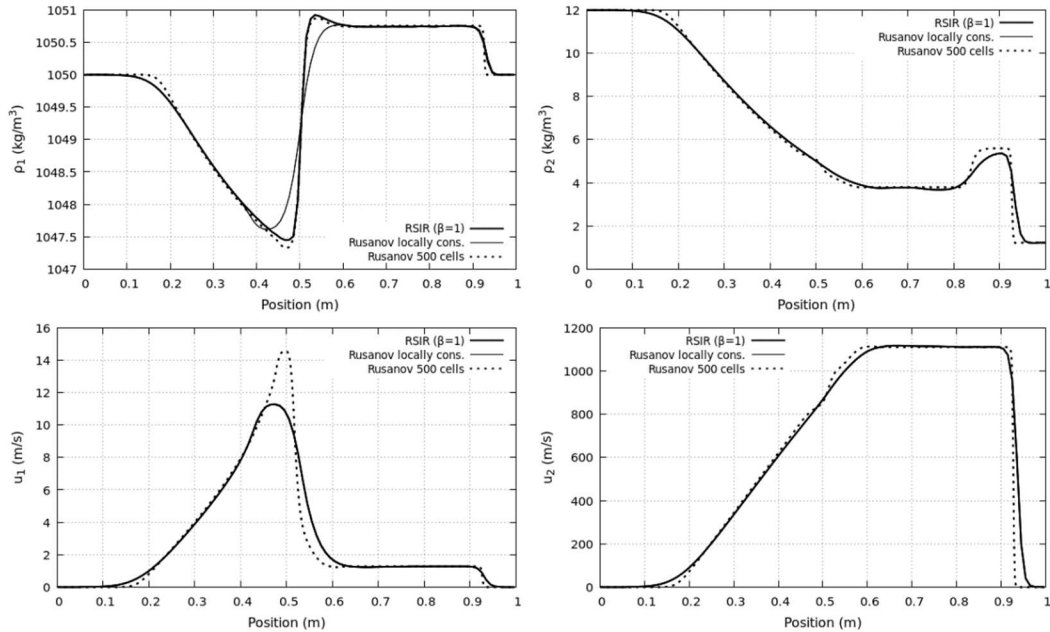 1051
1050.5
1050
1049.5
1049
1048.5
1048
1047.5
1047
ρ1 (kg/m3)
RSIR (β=1)
Rusanov locally cons.
Rusanov 500 cells
0 0.1 0.2 0.3 0.4 0.5 0.6 0.7 0.8 0.9 1
Position (m)
12
10
8
6
4
2
0
ρ2 (kg/m3)
RSIR (β=1)
Rusanov locally cons.
Rusanov 500 cells
0 0.1 0.2 0.3 0.4 0.5 0.6 0.7 0.8 0.9 1
Position (m)
16
14
12
10
8
6
4
2
0
u1 (m/s)
RSIR (β=1)
Rusanov locally cons.
Rusanov 500 cells
0 0.1 0.2 0.3 0.4 0.5 0.6 0.7 0.8 0.9 1
Position (m)
1200
1000
800
600
400
200
0
u2 (m/s)
RSIR (β=1)
Rusanov locally cons.
Rusanov 500 cells
0 0.1 0.2 0.3 0.4 0.5 0.6 0.7 0.8 0.9 1
Position (m)